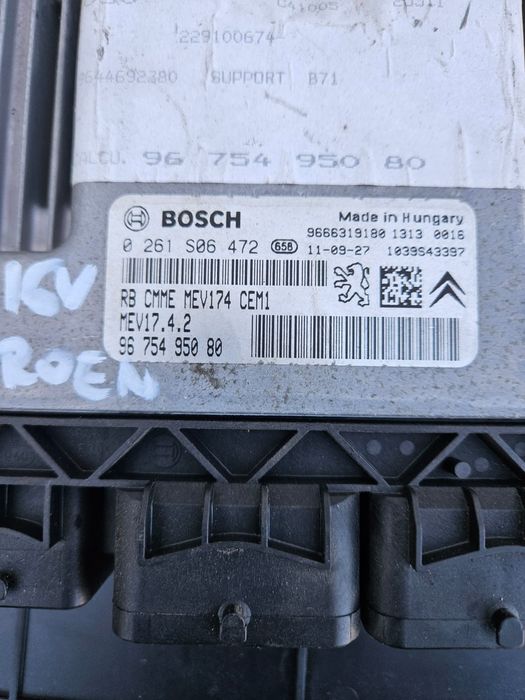 229100674
9644692380 SUPPORT B71
CALCU. 96 754 950 80
BOSCH Made in Hungary
9666319180 1313 0016
0 261 S06 472 658 11-09-27 1039S43397
RB CMME MEV174 CEM1
MEV17.4.2
96 754 950 80
16V
ROEN